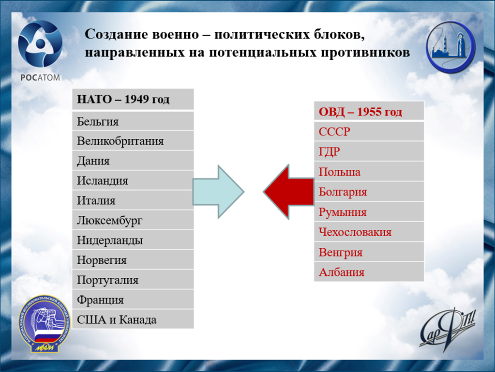 Создание военно – политических блоков,
направленных на потенциальных противников
РОСАТОМ
НАТО – 1949 год
Бельгия
Великобритания
Дания
Исландия
Италия
Люксембург
Нидерланды
Норвегия
Португалия
Франция
США и Канада
ОВД – 1955 год
СССР
ГДР
Польша
Болгария
Румыния
Чехословакия
Венгрия
Албания